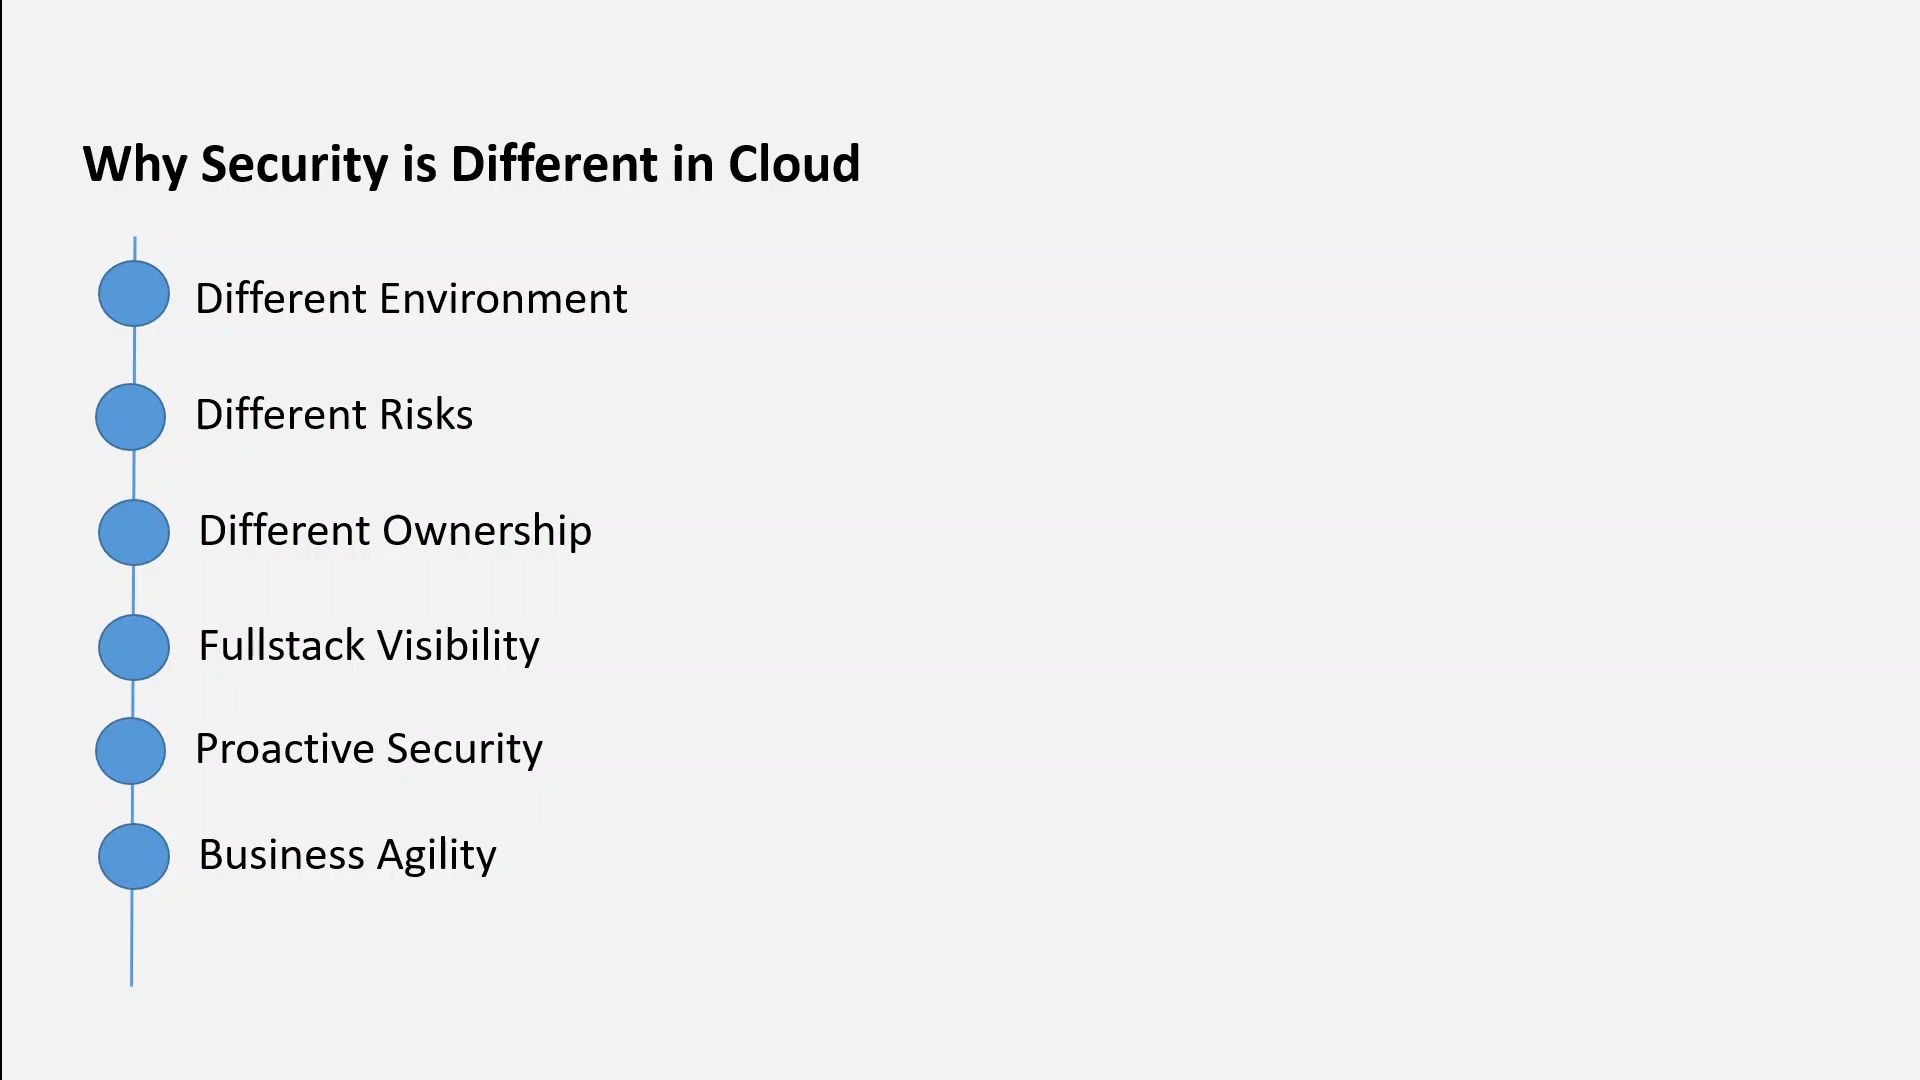 Why Security is Different in Cloud
Different Environment
Different Risks
Different Ownership
Fullstack Visibility
Proactive Security
Business Agility